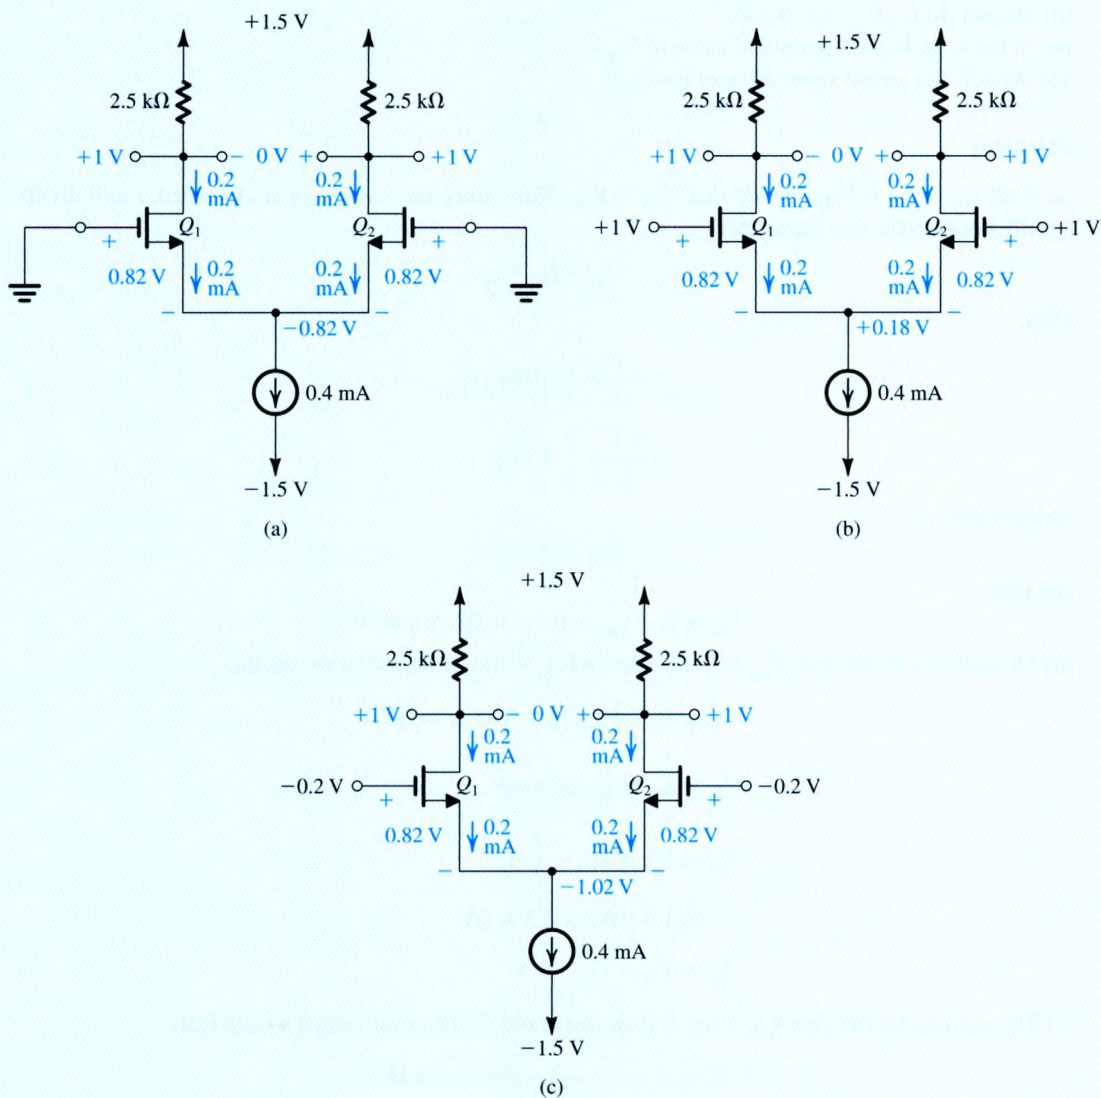 +1.5 V
2.5 kΩ 2.5 kΩ
+1 V − 0 V + +1 V
0.2 mA 0.2 mA
Q1 Q2
+ +
0.82 V 0.2 mA 0.2 mA 0.82 V
− −
−0.82 V
0.4 mA
−1.5 V
(a)
+1.5 V
2.5 kΩ 2.5 kΩ
+1 V − 0 V + +1 V
0.2 mA 0.2 mA
+1 V Q1 Q2 +1 V
+ +
0.82 V 0.2 mA 0.2 mA 0.82 V
− −
+0.18 V
0.4 mA
−1.5 V
(b)
+1.5 V
2.5 kΩ 2.5 kΩ
+1 V − 0 V + +1 V
0.2 mA 0.2 mA
−0.2 V Q1 Q2 −0.2 V
+ +
0.82 V 0.2 mA 0.2 mA 0.82 V
− −
−1.02 V
0.4 mA
−1.5 V
(c)